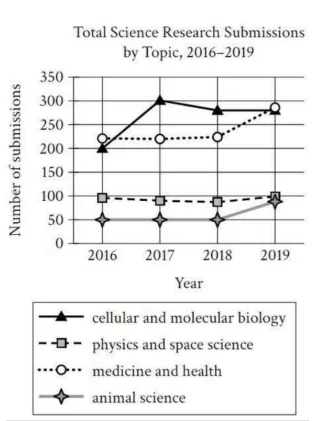 Total Science Research Submissions
by Topic, 2016–2019
Number of submissions
350
300
250
200
150
100
50
0
2016 2017 2018 2019
Year
cellular and molecular biology
physics and space science
medicine and health
animal science